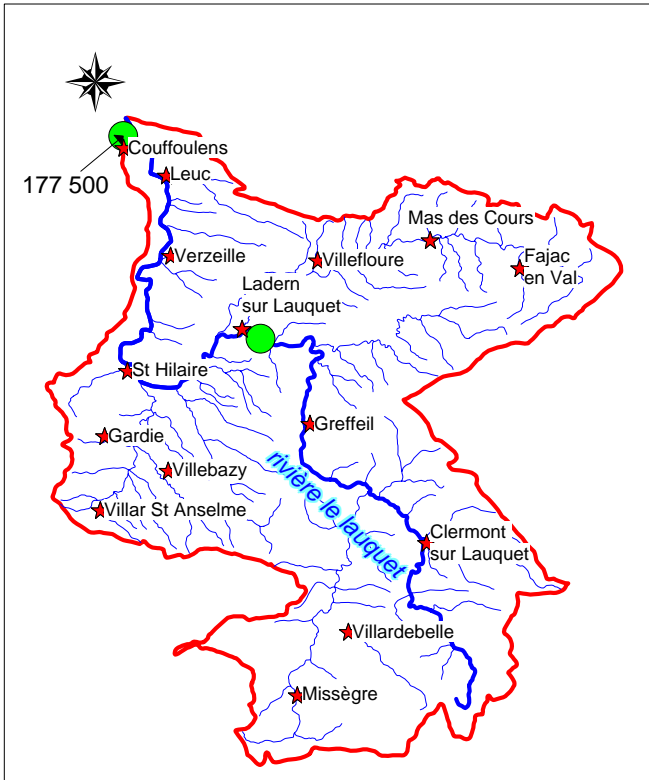 Couffoulens
177 500
Leuc
Mas des Cours
Verzeille
Villefloure
Fajac
en Val
Ladern
sur Lauquet
St Hilaire
Greffeil
Gardie
Villebazy
rivière le lauquet
Villar St Anselme
Clermont
sur Lauquet
Villardebelle
Missègre